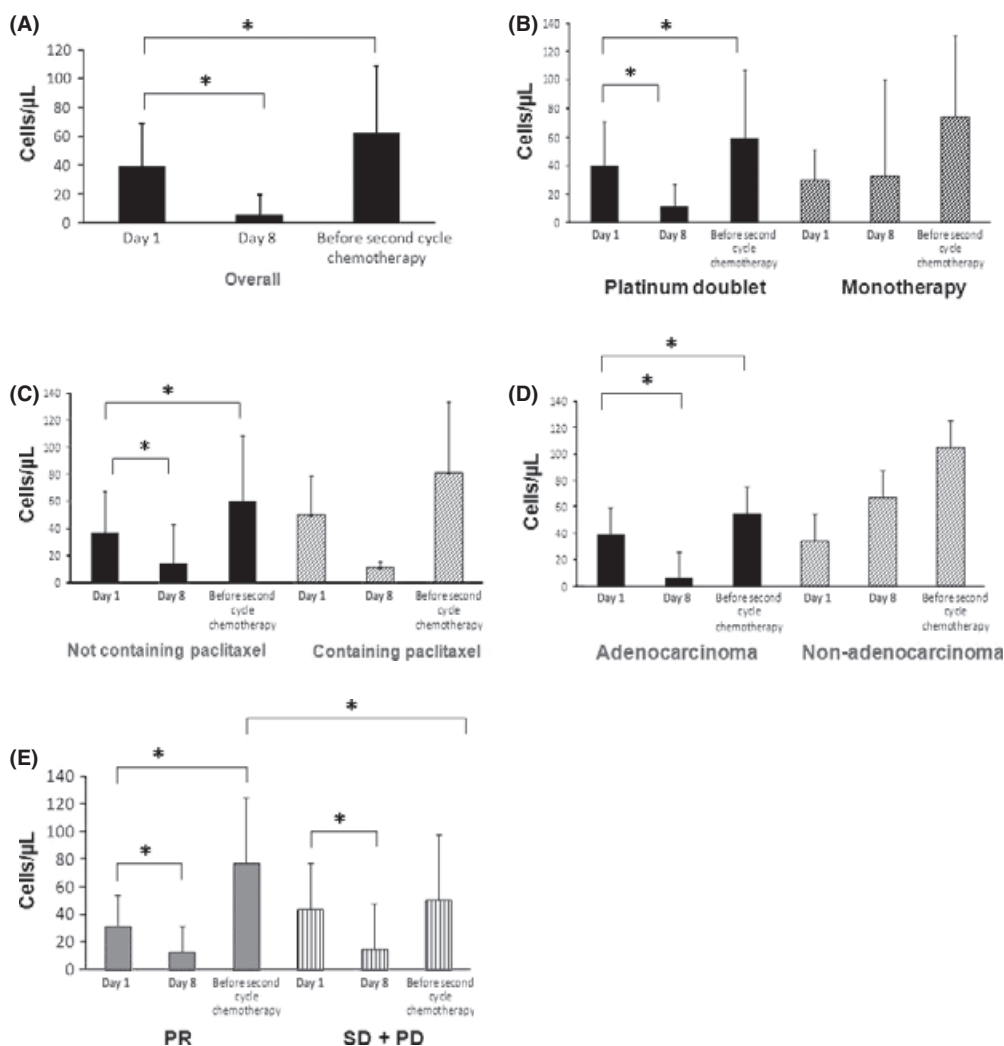 (A)
*
*
120
100
80
60
40
20
0
Cells/µL
Day 1
Day 8
Before second cycle
chemotherapy
Overall
(B)
*
*
140
120
100
80
60
40
20
0
Cells/µL
Day 1
Day 8
Before second
cycle
chemotherapy
Day 1
Day 8
Before second
cycle
chemotherapy
Platinum doublet
Monotherapy
(C)
*
*
140
120
100
80
60
40
20
0
Cells/µL
Day 1
Day 8
Before second
cycle
chemotherapy
Day 1
Day 8
Before second
cycle
chemotherapy
Not containing paclitaxel
Containing paclitaxel
(D)
*
*
140
120
100
80
60
40
20
0
Cells/µL
Day 1
Day 8
Before second
cycle
chemotherapy
Day 1
Day 8
Before second
cycle
chemotherapy
Adenocarcinoma
Non-adenocarcinoma
(E)
*
*
*
*
140
120
100
80
60
40
20
0
Cells/µL
Day 1
Day 8
Before second
cycle
chemotherapy
Day 1
Day 8
Before second
cycle
chemotherapy
PR
SD + PD